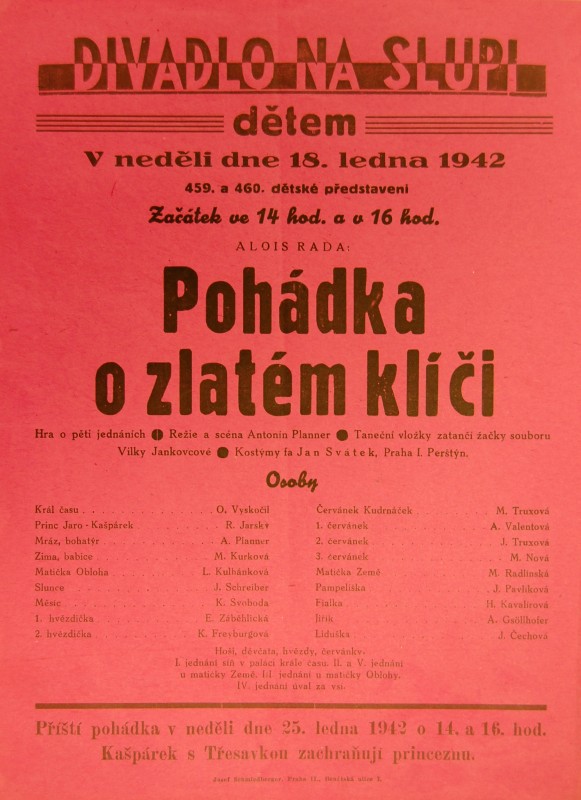 DIVADLO NA SLUPI
dětem
V neděli dne 18. ledna 1942
459. a 460. dětské představení
Začátek ve 14 hod. a v 16 hod.
ALOIS RADA:
Pohádka
o zlatém klíči
Hra o pěti jednáních ● Režie a scéna Antonín Planner ● Taneční vložky zatančí žačky souboru
Vilky Jankovcové ● Kostymy fa Jan Svátek, Praha I. Perštýn.
Osoby
Král času . . . O. Vyskočil
Princ Jaro - Kašpárek . . . R. Jarský
Mráz, bohatýr . . . A. Planner
Zima, babice . . . M. Kurková
Matička Obloha . . . L. Kulhánková
Slunce . . . J. Schreiber
Měsíc . . . K. Svoboda
1. hvězdička . . . E. Záběhlická
2. hvězdička . . . K. Freyburgová
Červánek Kudrnáček . . . M. Truxová
1. červánek . . . A. Valentová
2. červánek . . . J. Truxová
3. červánek . . . M. Nová
Matička Země . . . M. Radlinská
Pampeliška . . . J. Pavlíková
Fialka . . . H. Kavalírová
Jiřík . . . A. Gsöllhofer
Liduška . . . J. Čechová
Hoši, děvčata, hvězdy, červánky.
I. jednání síň v paláci krále času. II. a V. jednání
u matičky Země. III jednání u matičky Oblohy.
IV. jednání úval za vsí.
Příští pohádka v neděli dne 25. ledna 1942 o 14. a 16. hod.
Kašpárek s Třesavkou zachraňují princeznu.
Praha II.,